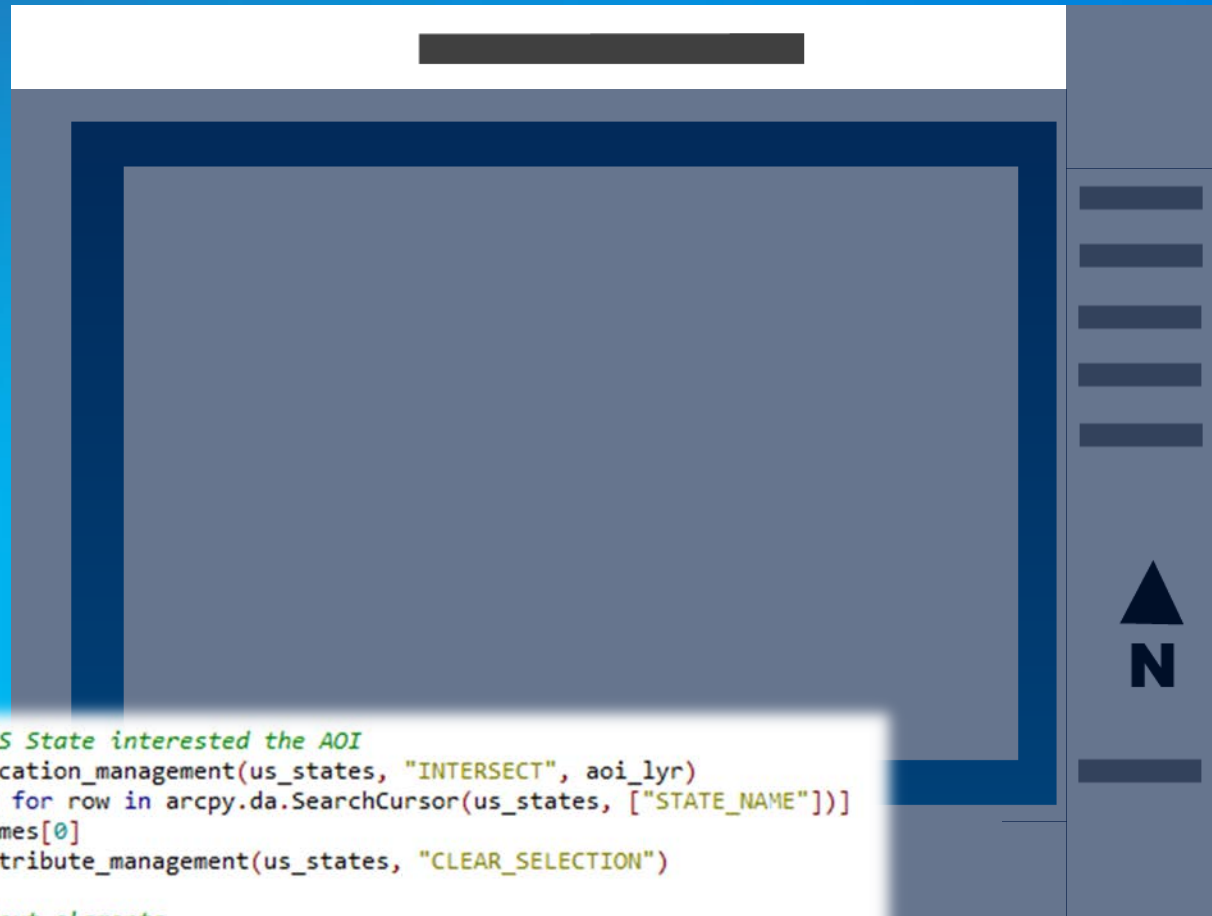 N
S State interested the AOI
cation_management(us_states, "INTERSECT", aoi_lyr)
for row in arcpy.da.SearchCursor(us_states, ["STATE_NAME"])]
mes[0]
tribute_management(us_states, "CLEAR_SELECTION")